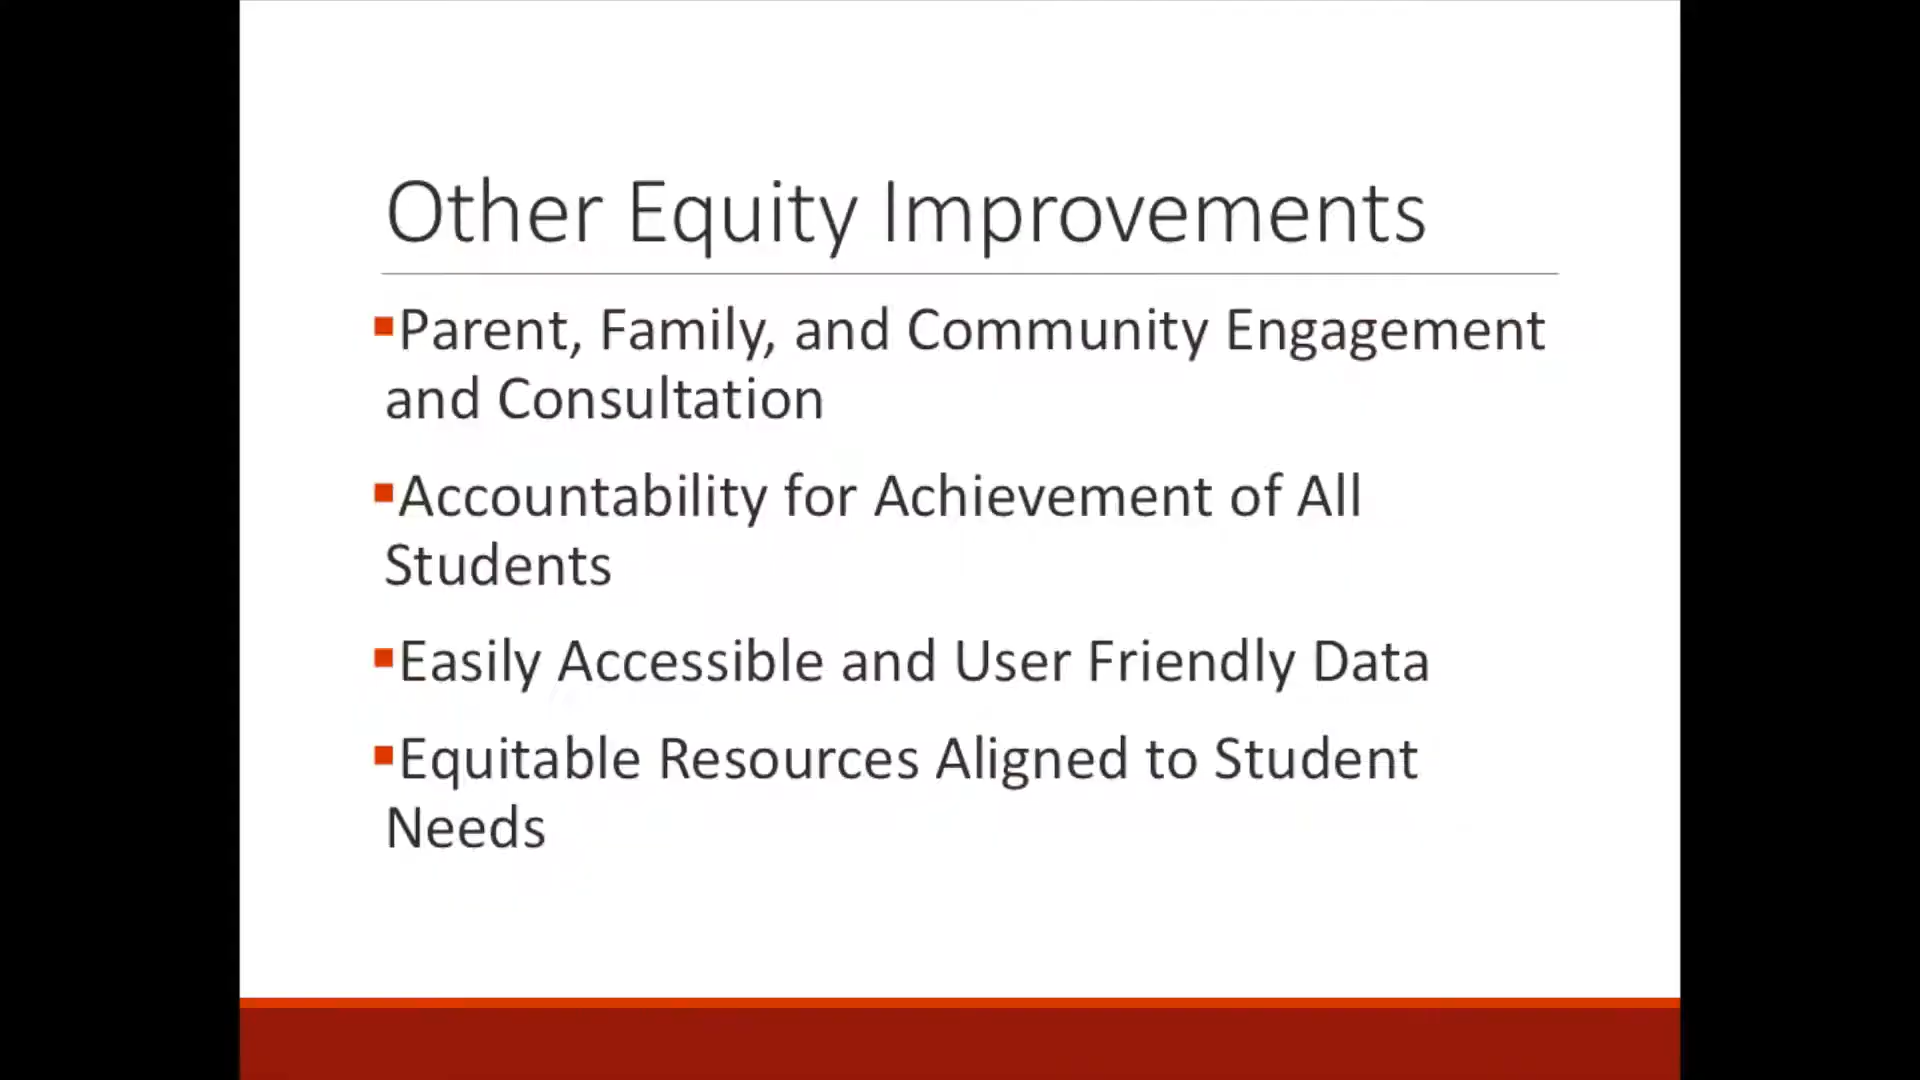 Other Equity Improvements
▪Parent, Family, and Community Engagement
and Consultation
▪Accountability for Achievement of All
Students
▪Easily Accessible and User Friendly Data
▪Equitable Resources Aligned to Student
Needs